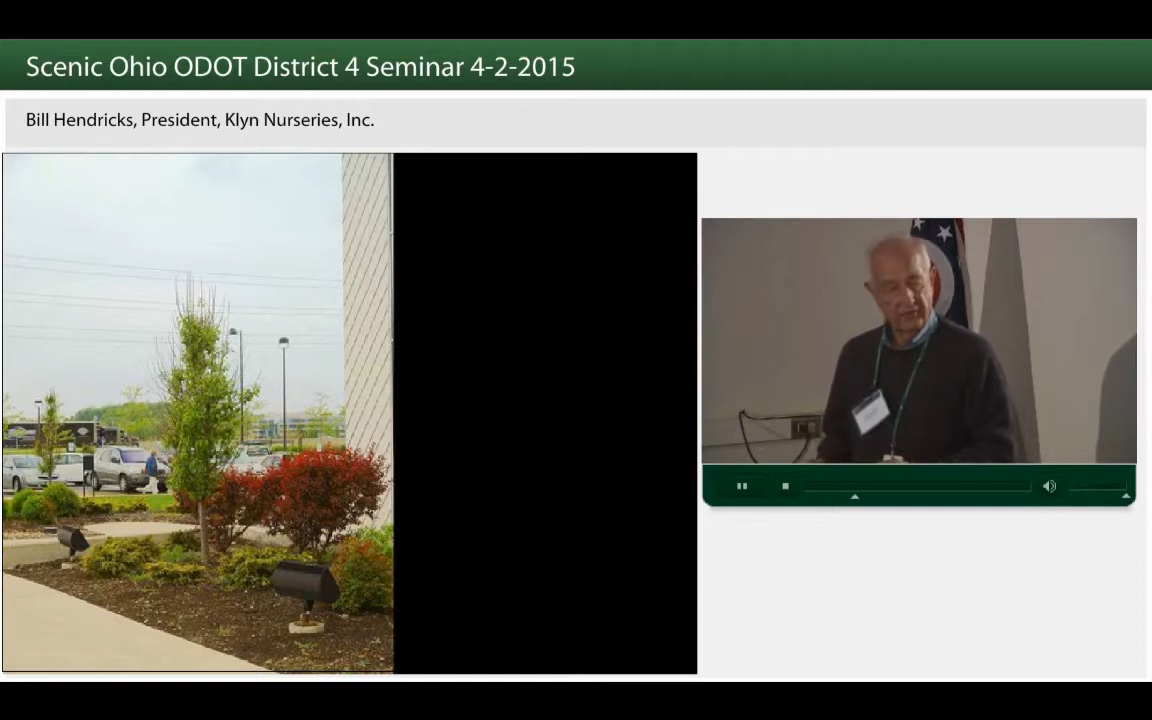 Scenic Ohio ODOT District 4 Seminar 4-2-2015
Bill Hendricks, President, Klyn Nurseries, Inc.